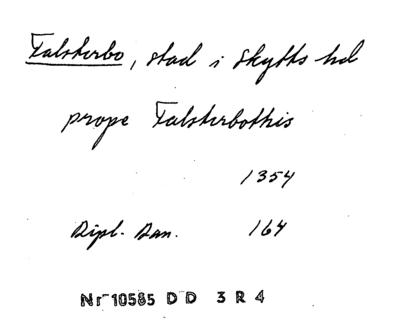 Falsterbo, stad i Skytts hd
prope Falsterbothis
1354
Dipl. Dan. 164
Nr 10585 D D 3 R 4